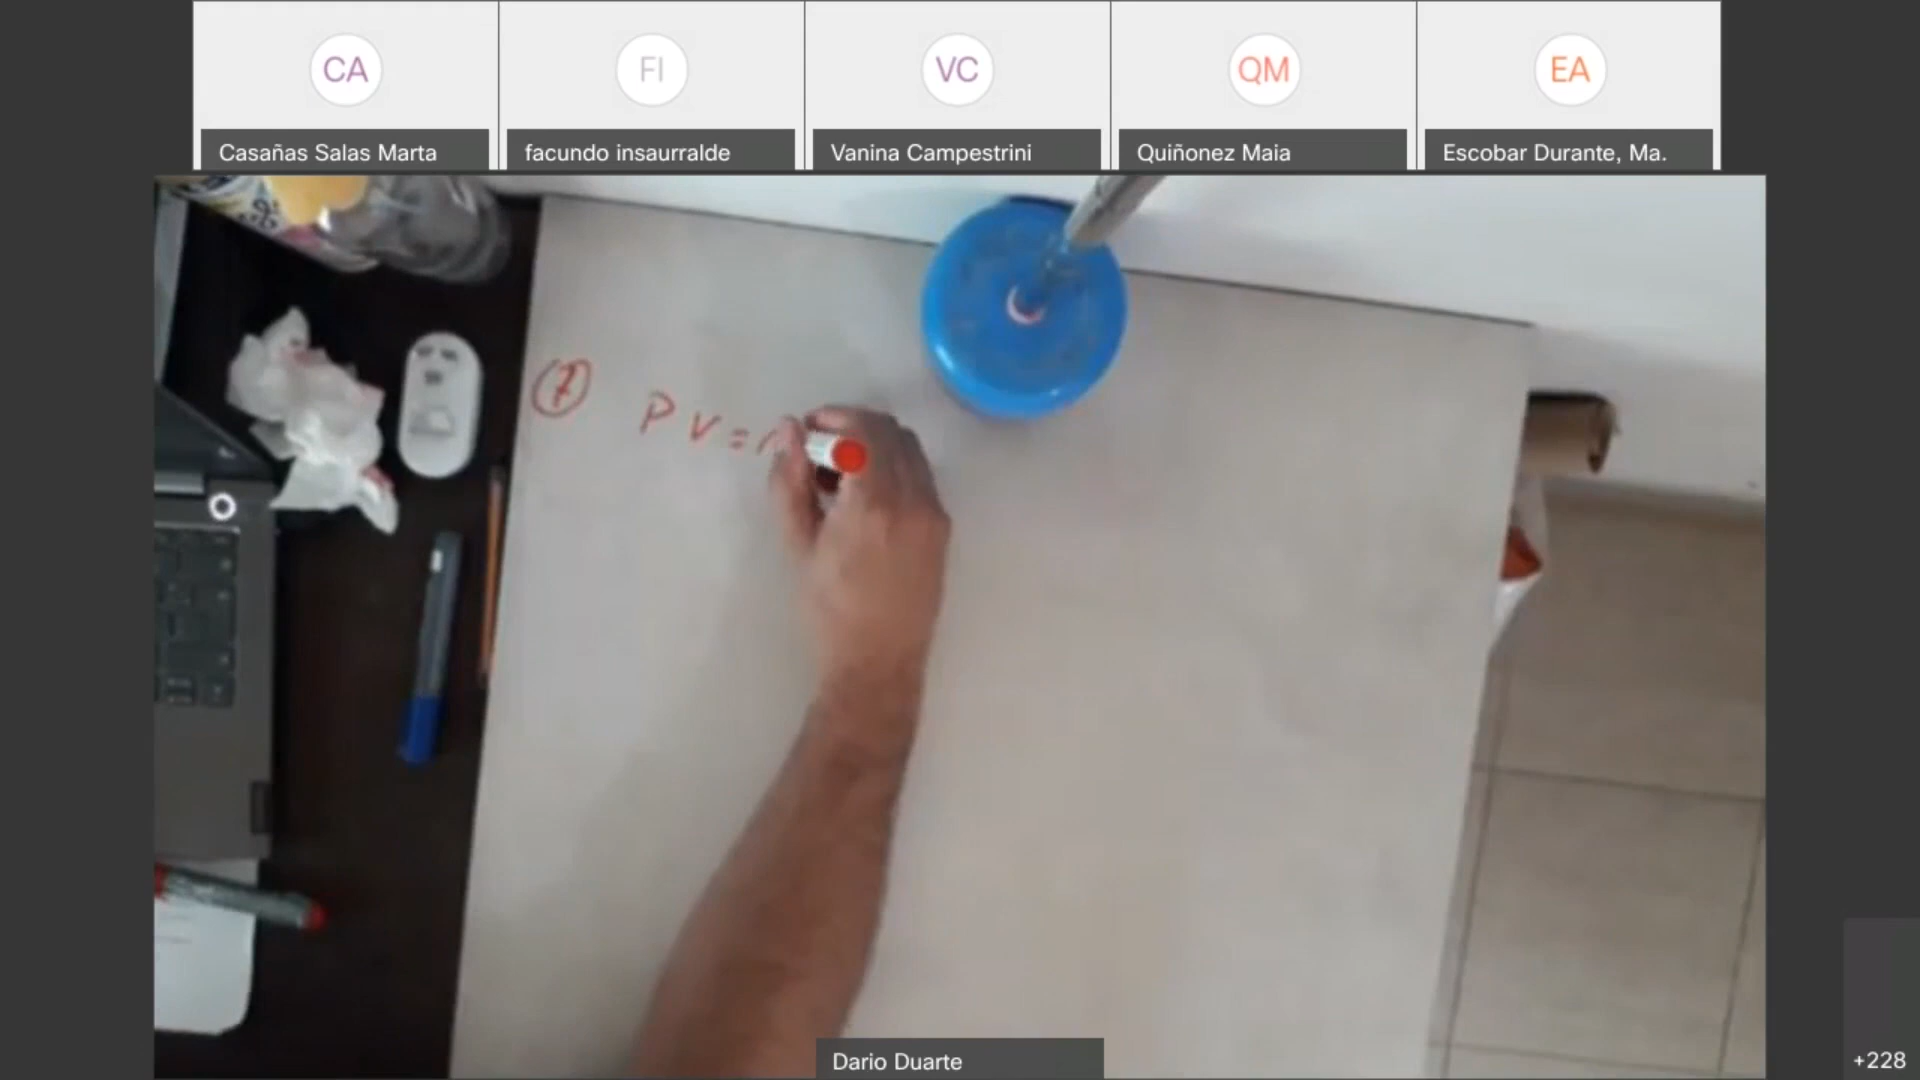 CA
FI
VC
QM
EA
Casañas Salas Marta
facundo insaurralde
Vanina Campestrini
Quiñonez Maia
Escobar Durante, Ma.
7 PV=n
Dario Duarte
+228